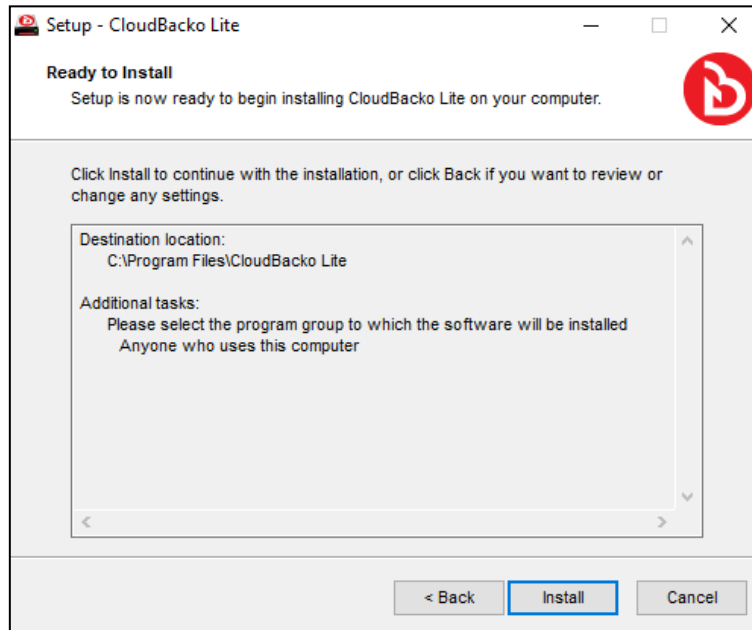 Setup - CloudBacko Lite
Ready to Install
Setup is now ready to begin installing CloudBacko Lite on your computer.
Click Install to continue with the installation, or click Back if you want to review or
change any settings.
Destination location:
C:\Program Files\CloudBacko Lite
Additional tasks:
Please select the program group to which the software will be installed
Anyone who uses this computer
< Back
Install
Cancel